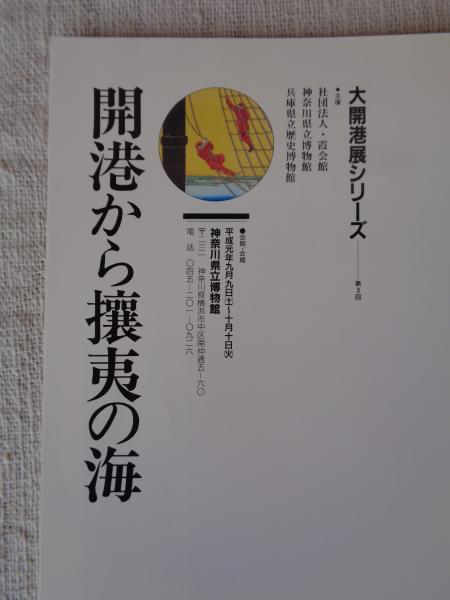 大開港展シリーズ——第3回
●主催
社団法人・霞会館
神奈川県立博物館
兵庫県立歴史博物館
●会期・会場
平成元年九月九日(土)〜十月十日(火)
神奈川県立博物館
〒二三一 神奈川県横浜市中区南仲通五-六〇
電話 〇四五-二〇一-〇九二六
開港から攘夷の海